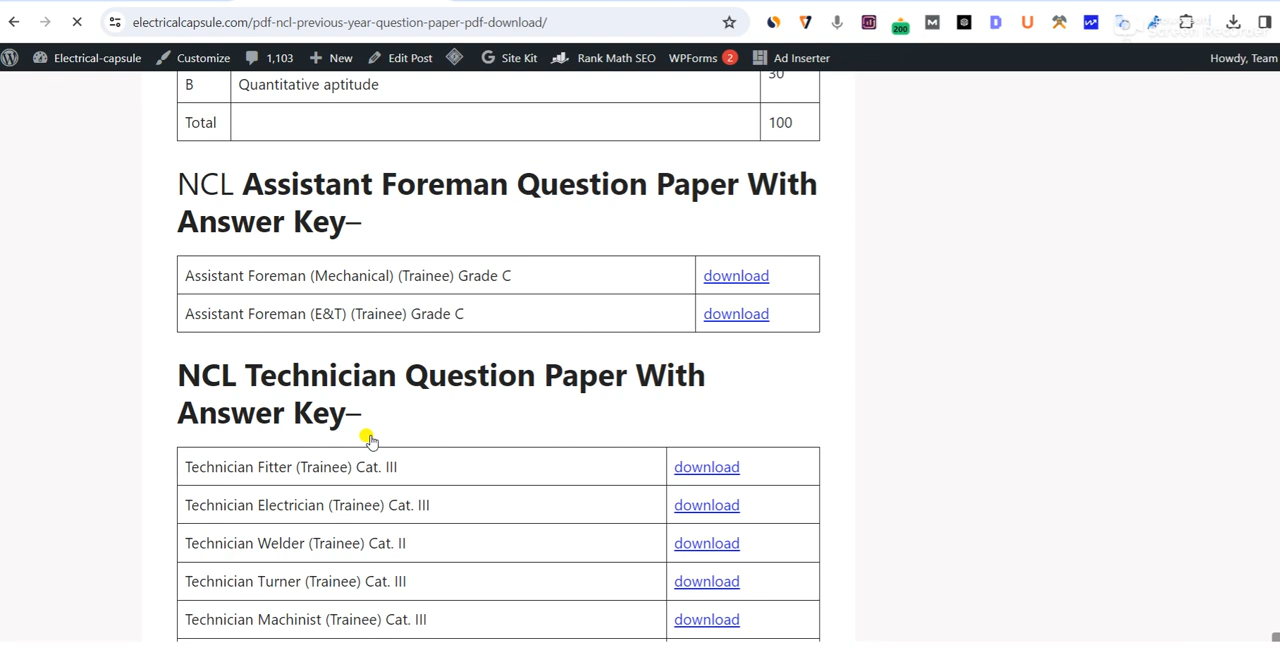 electricalcapsule.com/pdf-ncl-previous-year-question-paper-pdf-download/
200
Electrical-capsule Customize 1,103 New Edit Post Site Kit Rank Math SEO WPForms 2 Ad Inserter Howdy, Team
B Quantitative aptitude 30
Total 100
NCL Assistant Foreman Question Paper With
Answer Key–
Assistant Foreman (Mechanical) (Trainee) Grade C download
Assistant Foreman (E&T) (Trainee) Grade C download
NCL Technician Question Paper With
Answer Key–
Technician Fitter (Trainee) Cat. III download
Technician Electrician (Trainee) Cat. III download
Technician Welder (Trainee) Cat. II download
Technician Turner (Trainee) Cat. III download
Technician Machinist (Trainee) Cat. III download